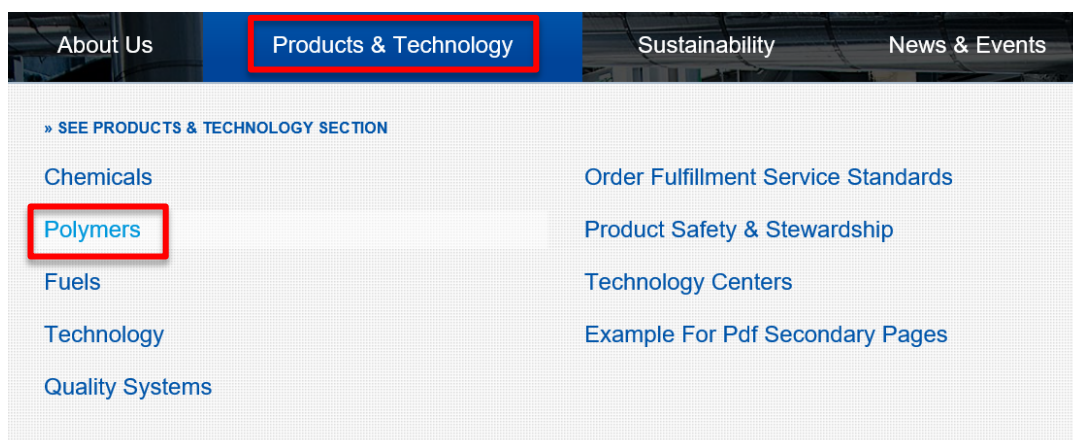 About Us Products & Technology Sustainability News & Events
» SEE PRODUCTS & TECHNOLOGY SECTION
Chemicals
Polymers
Fuels
Technology
Quality Systems
Order Fulfillment Service Standards
Product Safety & Stewardship
Technology Centers
Example For Pdf Secondary Pages